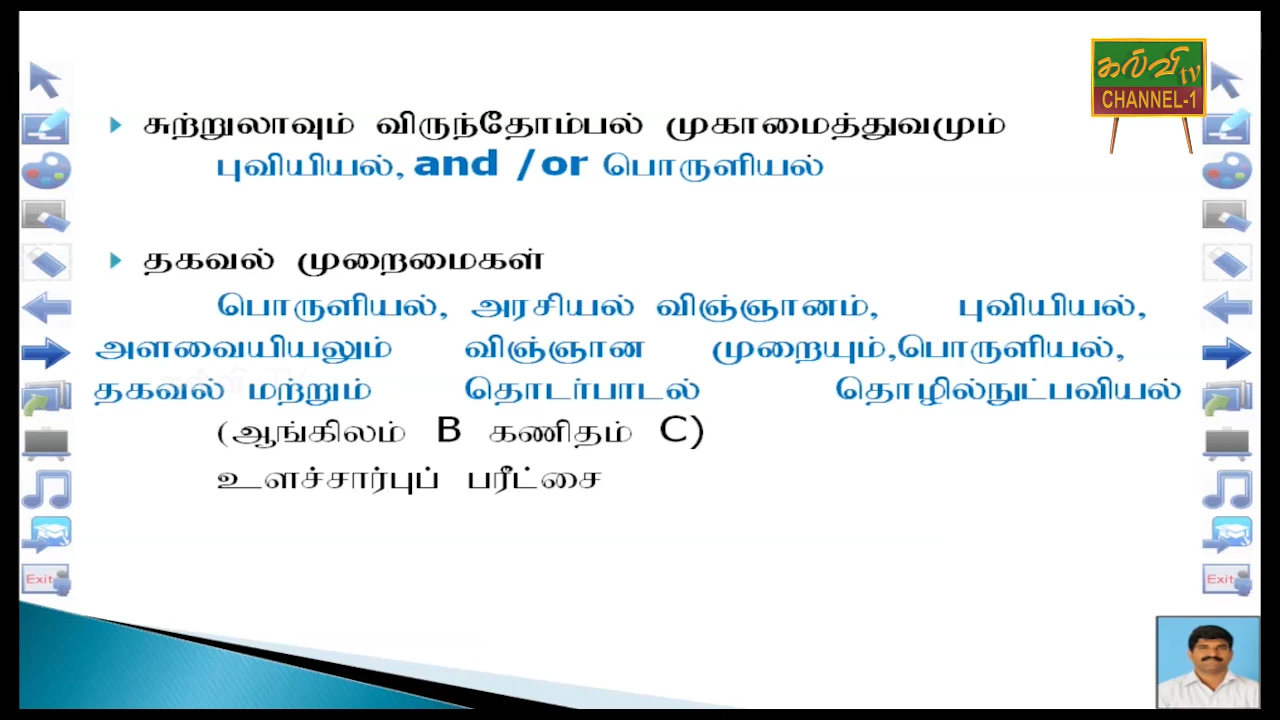 கல்வி tv
CHANNEL-1
சுற்றுலாவும் விருந்தோம்பல் முகாமைத்துவமும்
புவியியல், and /or பொருளியல்
தகவல் முறைமைகள்
பொருளியல், அரசியல் விஞ்ஞானம், புவியியல்,
அளவையியலும் விஞ்ஞான முறையும்,பொருளியல்,
தகவல் மற்றும் தொடர்பாடல் தொழில்நுட்பவியல்
(ஆங்கிலம் B கணிதம் C)
உளச்சார்புப் பரீட்சை
Exit
Exit